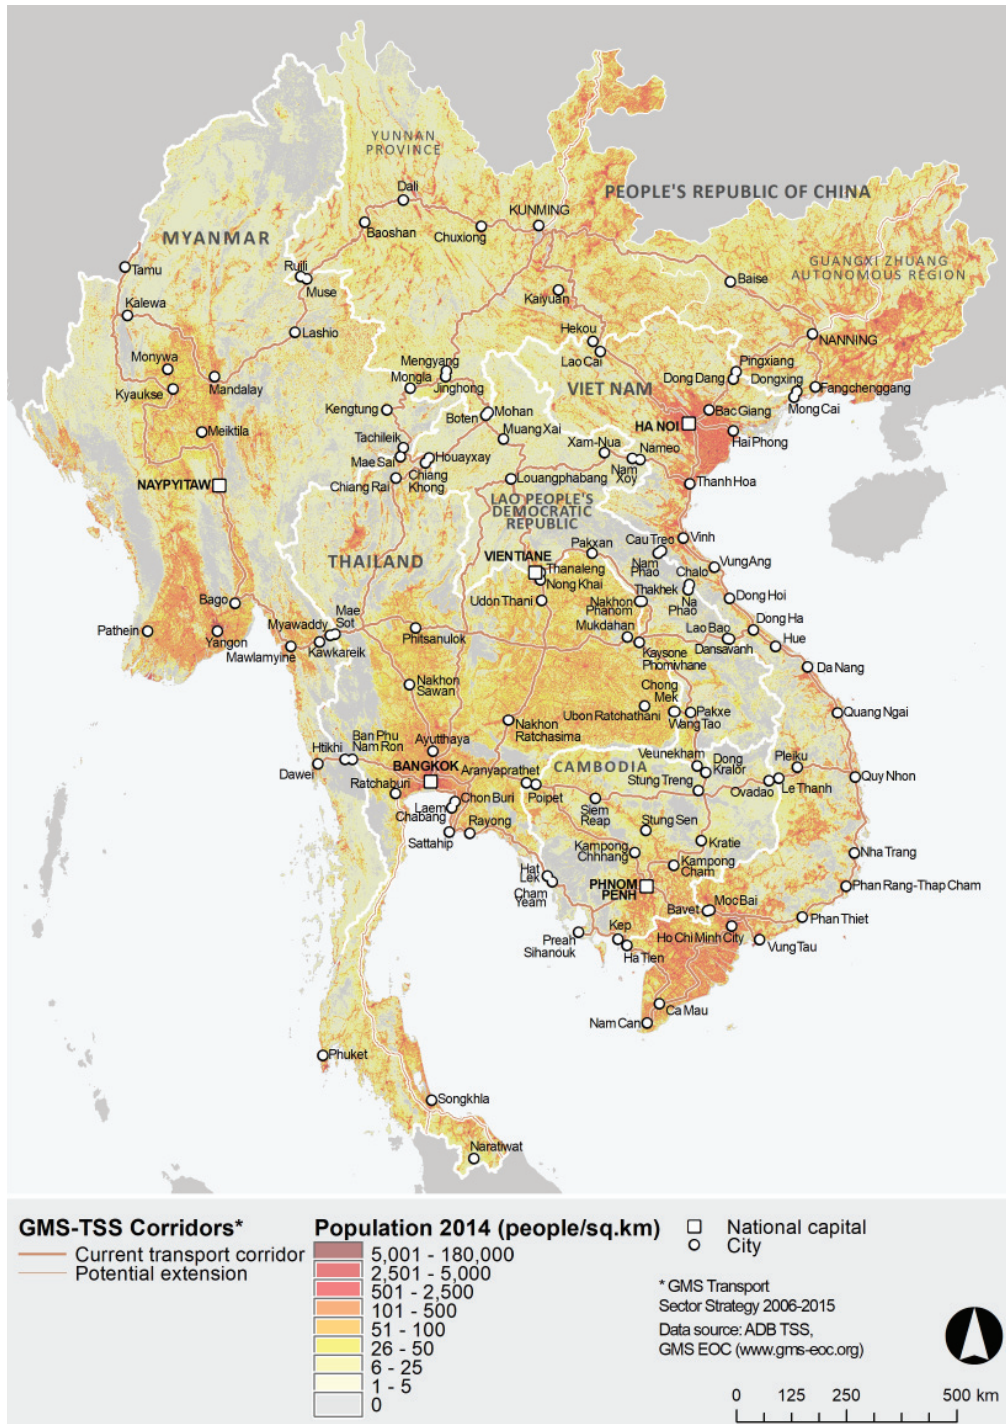 YUNNAN
PROVINCE
Dali
PEOPLE'S REPUBLIC OF CHINA
KUNMING
Baoshan
Chuxiong
MYANMAR
GUANGXI ZHUANG
AUTONOMOUS REGION
Tamu
Ruili
Muse
Baise
Kaiyuan
Kalewa
Lashio
Hekou
NANNING
Lao Cai
Monywa
Mengyang
Mongla
Jinghong
Pingxiang
VIET NAM
Dong Dang
Dongxing
Fangchenggang
Mandalay
Kyaukse
Mong Cai
Kengtung
Mohan
Boten
Bac Giang
HA NOI
Meiktila
Muang Xai
Hai Phong
Tachileik
Xam-Nua
Nameo
Mae Sai
Houayxay
Nam
Xoy
Chiang
Khong
Chiang Rai
Louangphabang
Thanh Hoa
NAYPYITAW
LAO PEOPLE'S
DEMOCRATIC
REPUBLIC
Pakxan
Cau Treo
Vinh
THAILAND
VIENTIANE
Nam
Phao
Thanaleng
Chalo
Vung Ang
Nong Khai
Thakhek
Na
Phao
Udon Thani
Nakhon
Phanom
Dong Hoi
Bago
Mae
Sot
Myawaddy
Mukdahan
Lao Bao
Dong Ha
Pathein
Yangon
Phitsanulok
Dansavanh
Hue
Mawlamyine
Kawkareik
Kaysone
Phomvihane
Da Nang
Nakhon
Sawan
Chong
Mek
Pakxe
Ubon Ratchathani
Wang Tao
Quang Ngai
Nakhon
Ratchasima
Htikhi
Ban Phu
Nam Ron
Ayutthaya
Veunekham
Dong
Kralor
Pleiku
Dawei
BANGKOK
Aranyaprathet
CAMBODIA
Stung Treng
Quy Nhon
Ratchaburi
Poipet
Ovadao
Le Thanh
Chon Buri
Laem
Chabang
Siem
Reap
Rayong
Stung Sen
Sattahip
Kratie
Kampong
Chhnang
Nha Trang
Kampong
Cham
Hat
Lek
PHNOM
PENH
Phan Rang-Thap Cham
Cham
Yeam
Moc Bai
Bavet
Phan Thiet
Kep
Ho Chi Minh City
Preah
Sihanouk
Ha Tien
Vung Tau
Ca Mau
Nam Can
Phuket
Songkhla
Naratiwat
GMS-TSS Corridors*
Current transport corridor
Potential extension
Population 2014 (people/sq.km)
5,001 - 180,000
2,501 - 5,000
501 - 2,500
101 - 500
51 - 100
26 - 50
6 - 25
1 - 5
0
National capital
City
* GMS Transport
Sector Strategy 2006-2015
Data source: ADB TSS,
GMS EOC (www.gms-eoc.org)
0 125 250 500 km